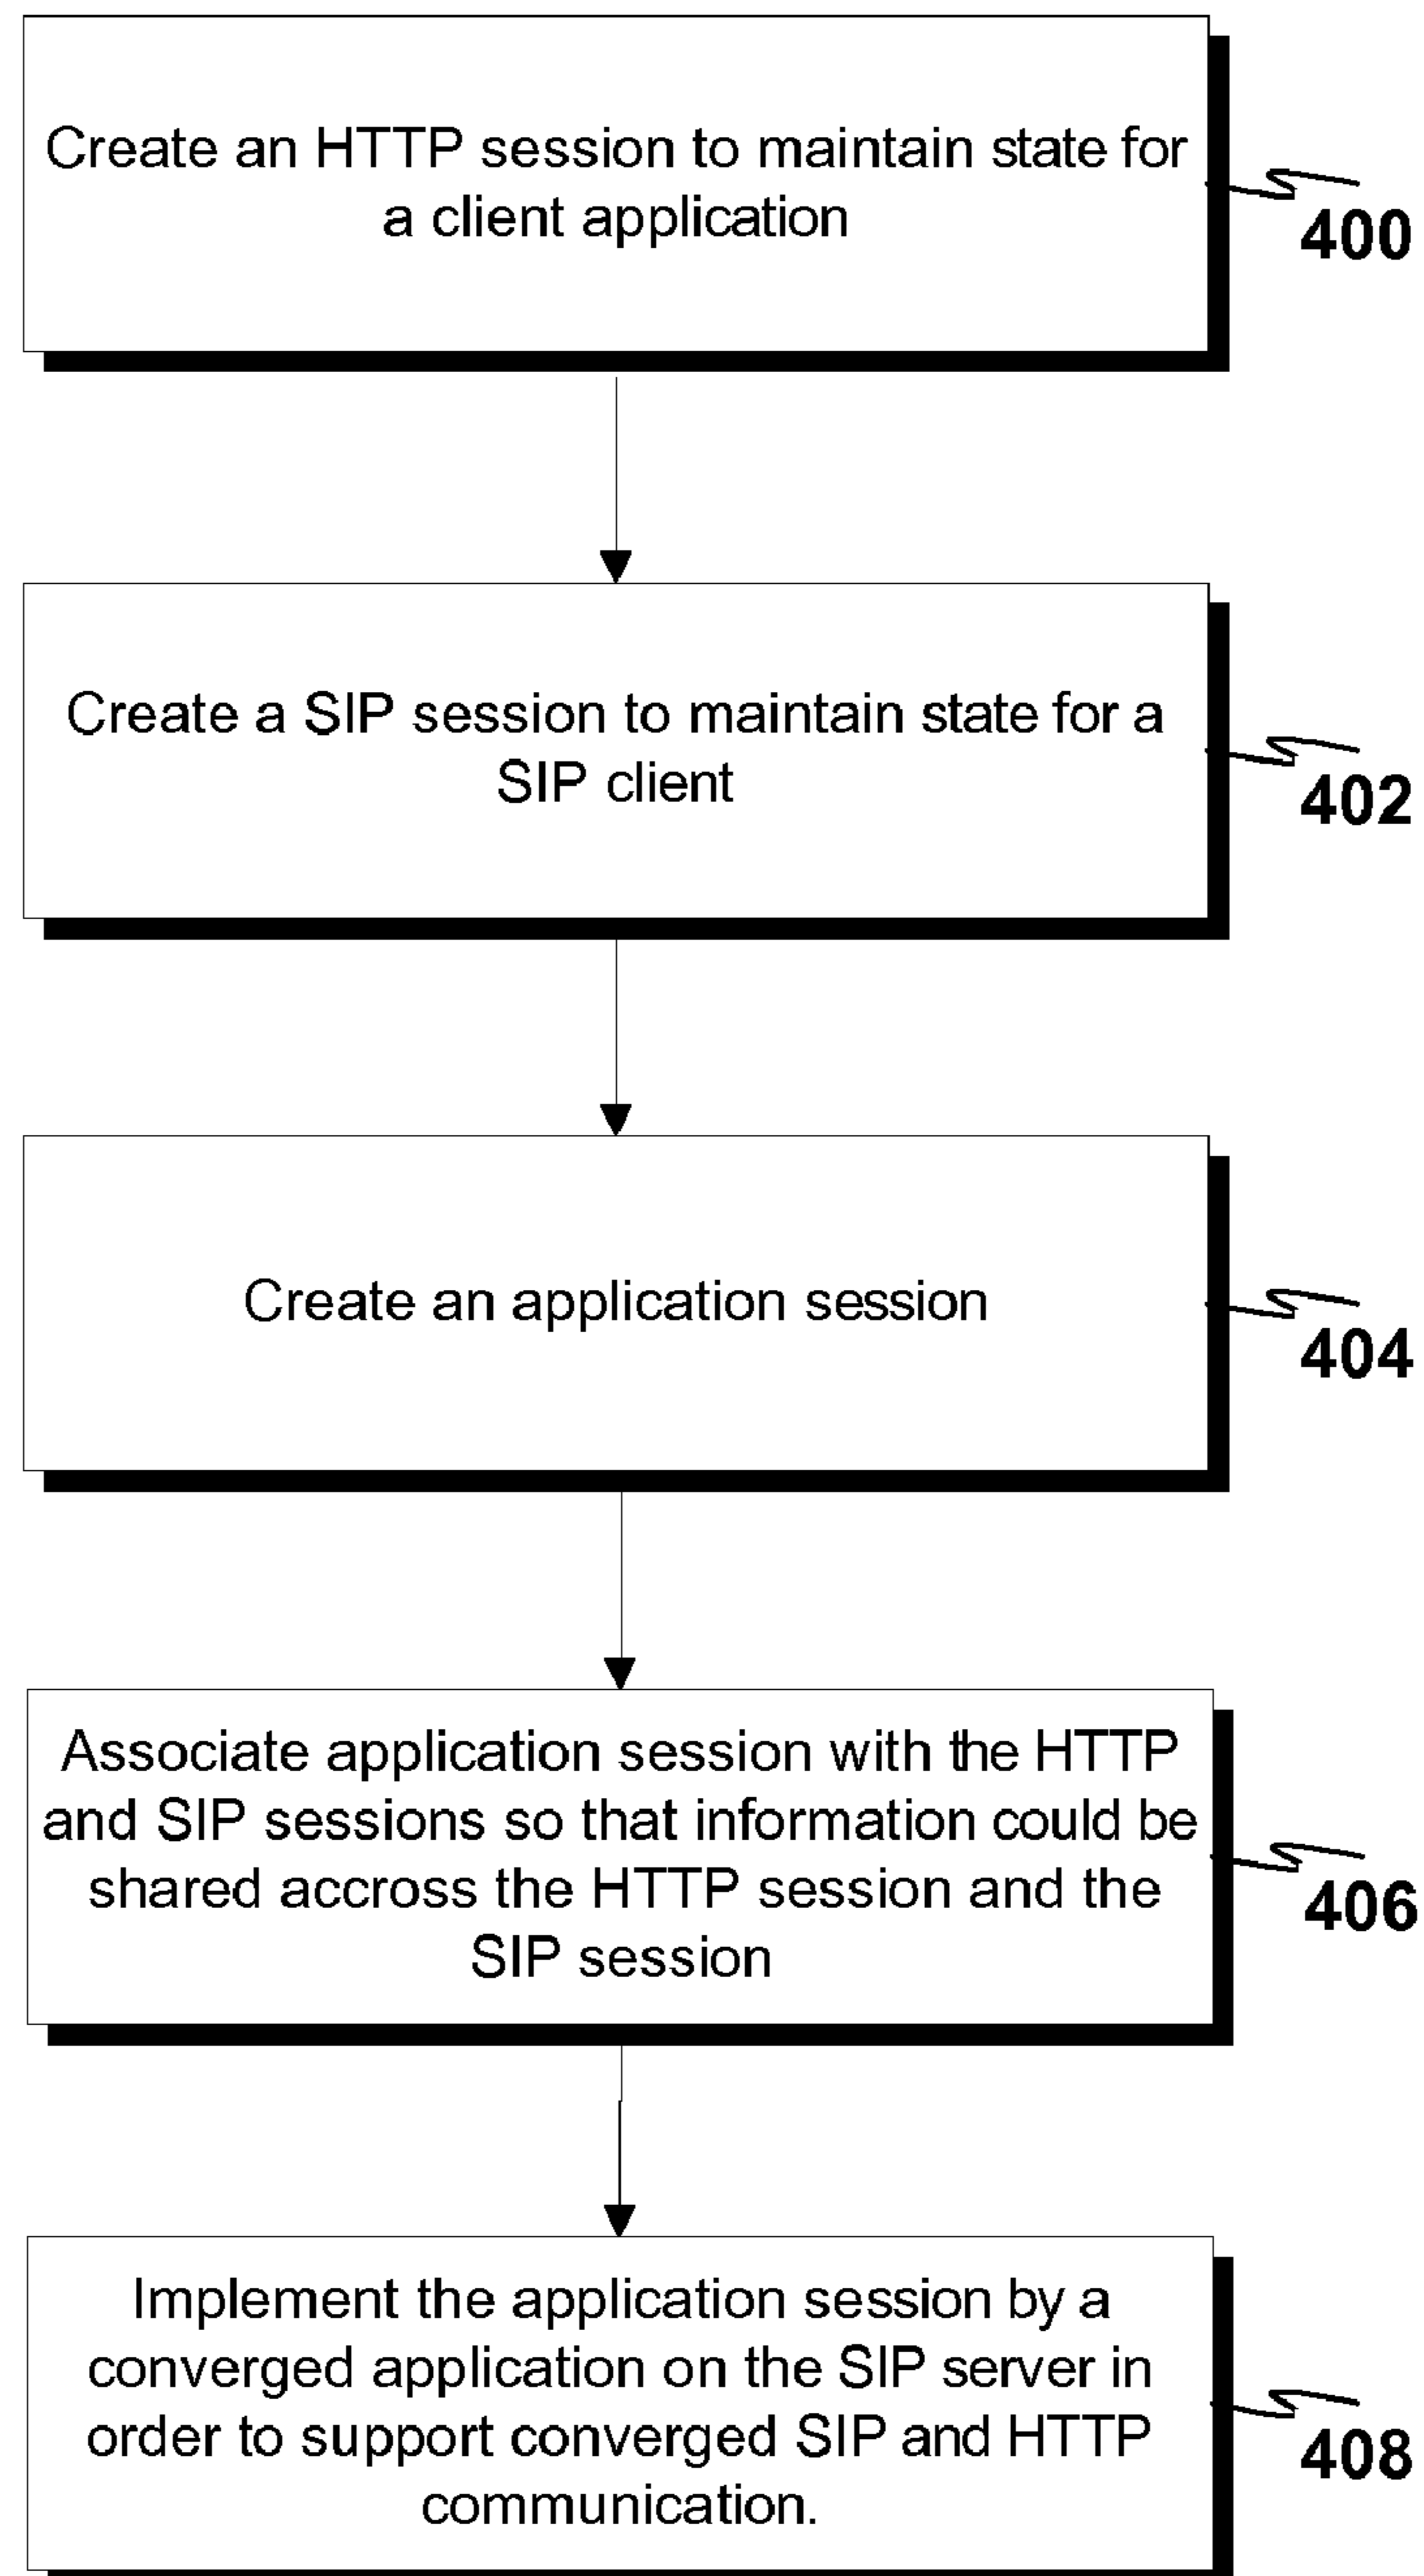 Create an HTTP session to maintain state for
a client application
400
Create a SIP session to maintain state for a
SIP client
402
Create an application session
404
Associate application session with the HTTP
and SIP sessions so that information could be
shared accross the HTTP session and the
SIP session
406
Implement the application session by a
converged application on the SIP server in
order to support converged SIP and HTTP
communication.
408